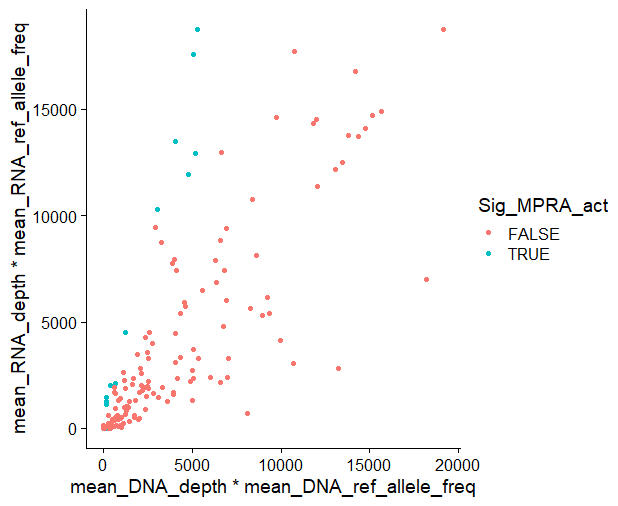 mean_RNA_depth * mean_RNA_ref_allele_freq
15000
10000
5000
0
0
5000
10000
15000
20000
mean_DNA_depth * mean_DNA_ref_allele_freq
Sig_MPRA_act
FALSE
TRUE